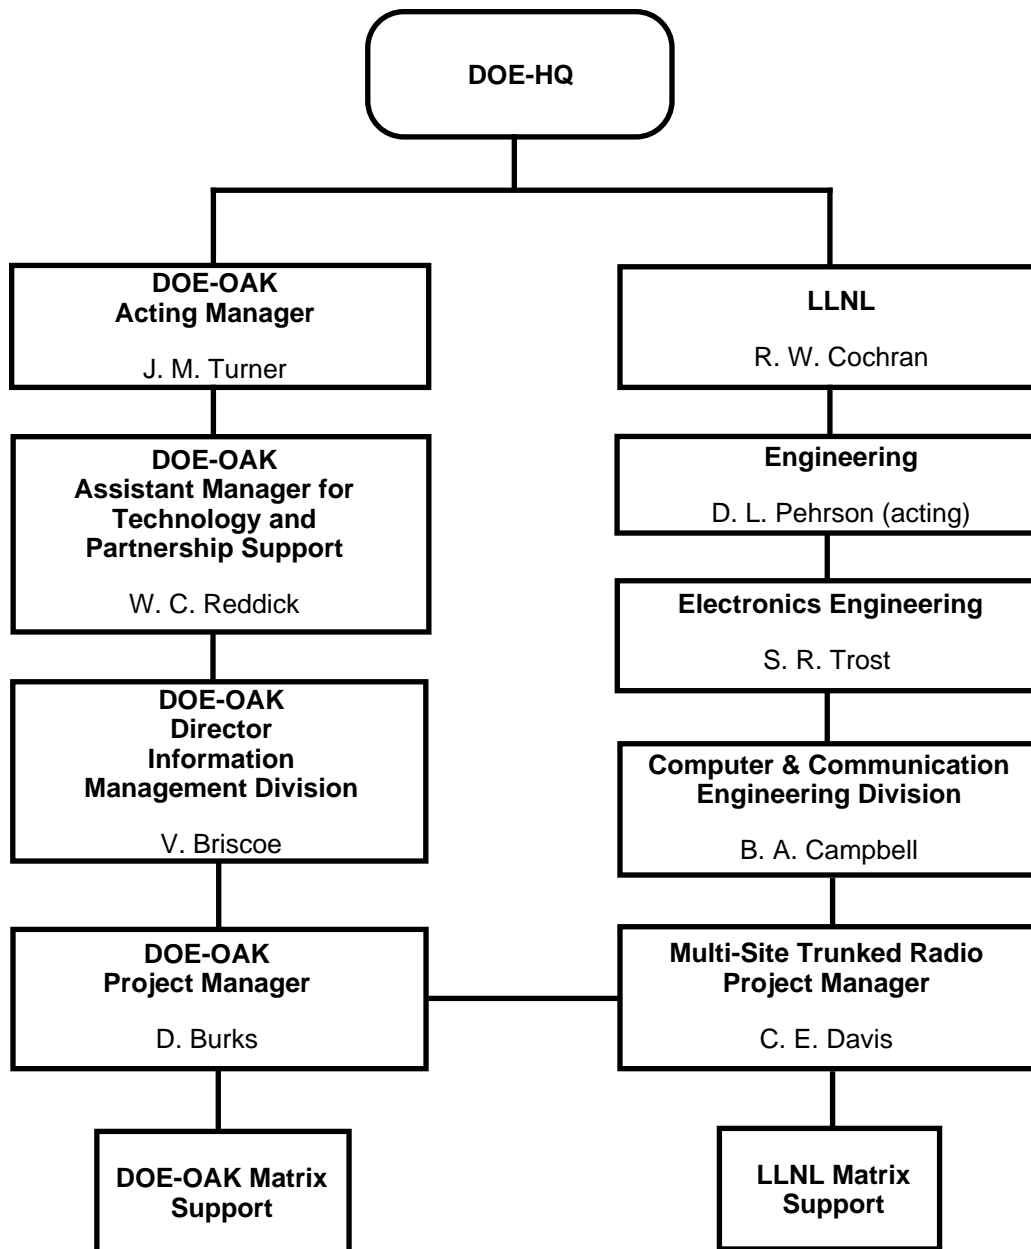 DOE-HQ
DOE-OAK
Acting Manager
J. M. Turner
LLNL
R. W. Cochran
DOE-OAK
Assistant Manager for
Technology and
Partnership Support
W. C. Reddick
Engineering
D. L. Pehrson (acting)
Electronics Engineering
S. R. Trost
DOE-OAK
Director
Information
Management Division
V. Briscoe
Computer & Communication
Engineering Division
B. A. Campbell
DOE-OAK
Project Manager
D. Burks
Multi-Site Trunked Radio
Project Manager
C. E. Davis
DOE-OAK Matrix
Support
LLNL Matrix
Support